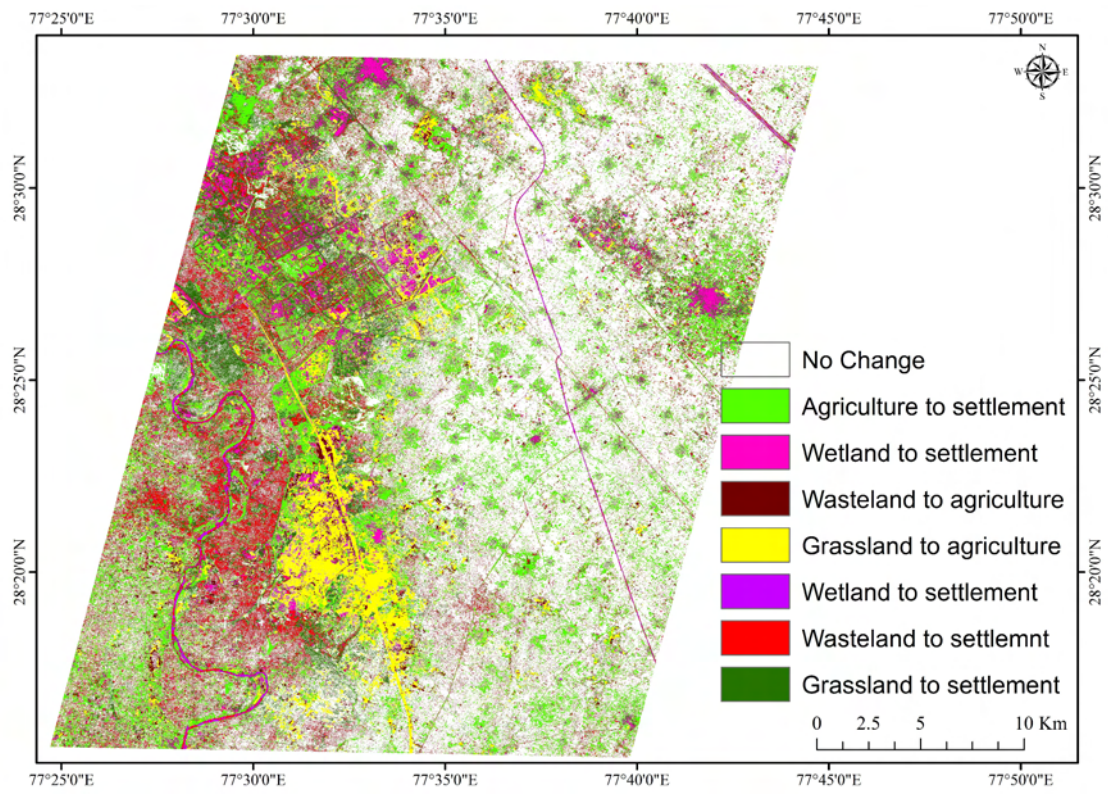 77°25'0"E 77°30'0"E 77°35'0"E 77°40'0"E 77°45'0"E 77°50'0"E
N
W E
S
28°30'0"N 28°30'0"N
28°25'0"N 28°25'0"N
28°20'0"N 28°20'0"N
No Change
Agriculture to settlement
Wetland to settlement
Wasteland to agriculture
Grassland to agriculture
Wetland to settlement
Wasteland to settlemnt
Grassland to settlement
0 2.5 5 10 Km
77°25'0"E 77°30'0"E 77°35'0"E 77°40'0"E 77°45'0"E 77°50'0"E